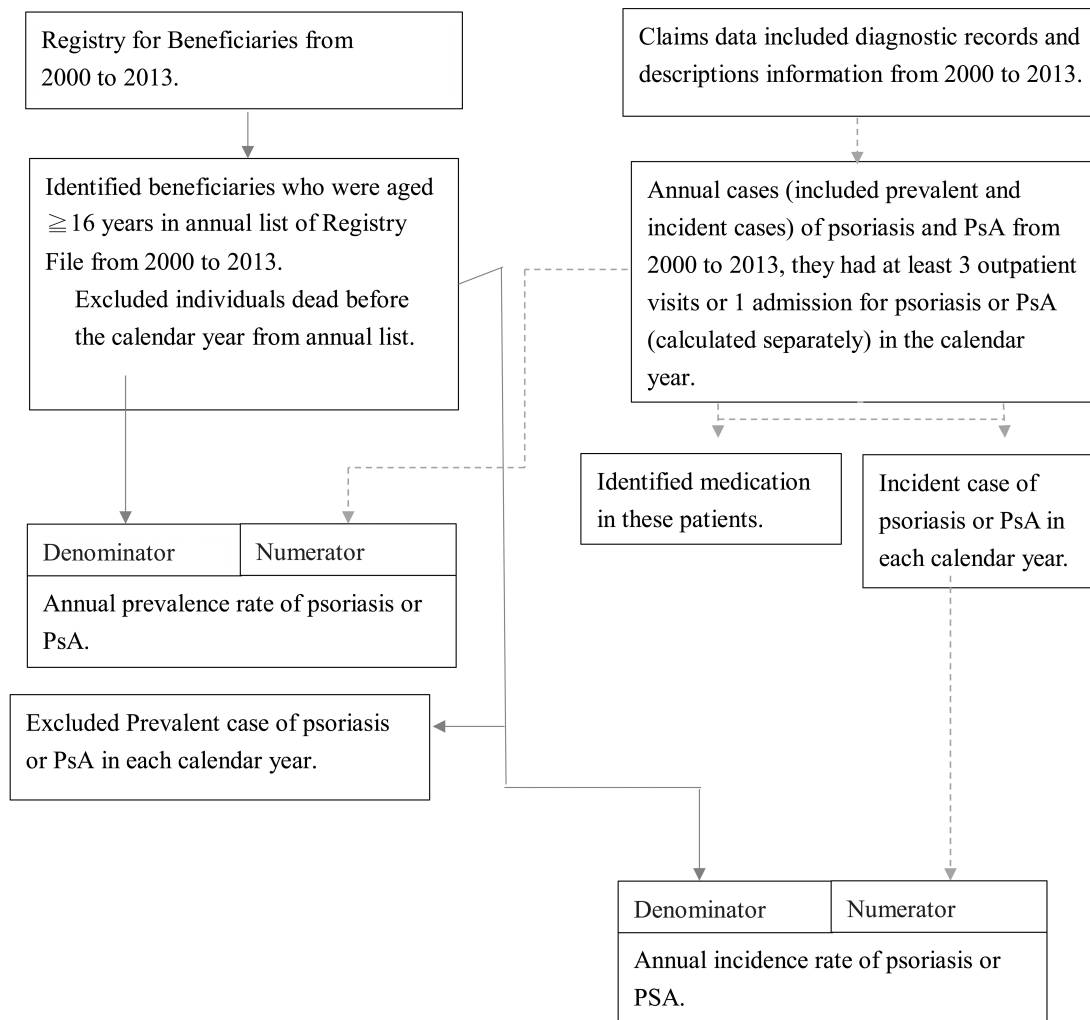 Registry for Beneficiaries from
2000 to 2013.
Claims data included diagnostic records and
descriptions information from 2000 to 2013.
Identified beneficiaries who were aged
≧16 years in annual list of Registry
File from 2000 to 2013.
Excluded individuals dead before
the calendar year from annual list.
Annual cases (included prevalent and
incident cases) of psoriasis and PsA from
2000 to 2013, they had at least 3 outpatient
visits or 1 admission for psoriasis or PsA
(calculated separately) in the calendar
year.
Identified medication
in these patients.
Incident case of
psoriasis or PsA in
each calendar year.
Denominator
Numerator
Annual prevalence rate of psoriasis or
PsA.
Excluded Prevalent case of psoriasis
or PsA in each calendar year.
Denominator
Numerator
Annual incidence rate of psoriasis or
PSA.